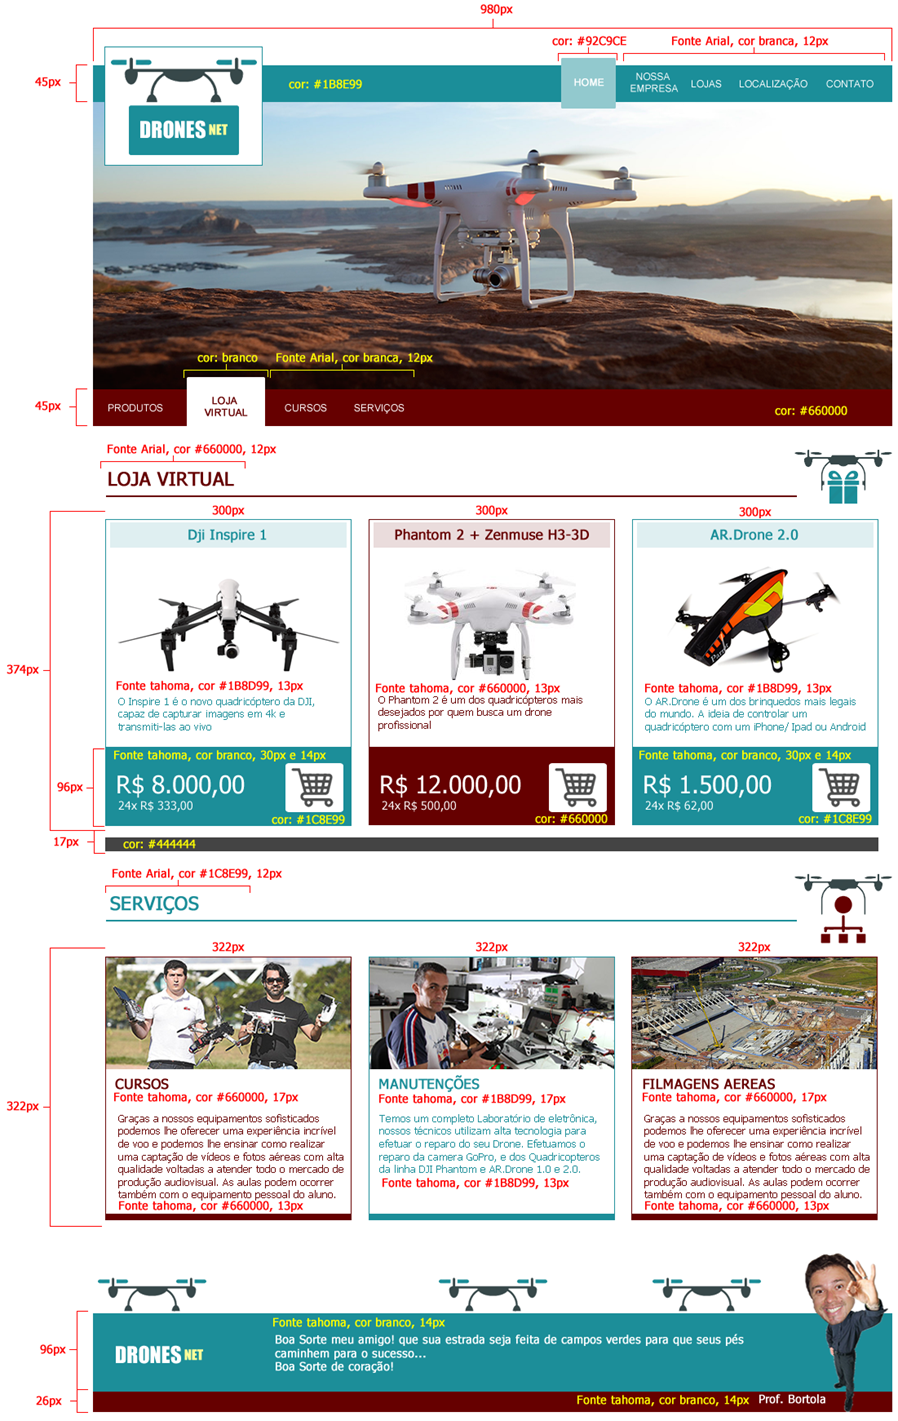 980px
cor: #92C9CE
Fonte Arial, cor branca, 12px
45px
cor: #1B8E99
HOME
NOSSA
EMPRESA
LOJAS
LOCALIZAÇÃO
CONTATO
DRONES NET
cor: branco
Fonte Arial, cor branca, 12px
45px
PRODUTOS
LOJA
VIRTUAL
CURSOS
SERVIÇOS
cor: #660000
Fonte Arial, cor #660000, 12px
LOJA VIRTUAL
300px
300px
300px
Dji Inspire 1
Phantom 2 + Zenmuse H3-3D
AR.Drone 2.0
374px
Fonte tahoma, cor #1B8D99, 13px
O Inspire 1 é o novo quadricóptero da DJI,
capaz de capturar imagens em 4k e
transmiti-las ao vivo
Fonte tahoma, cor #660000, 13px
O Phantom 2 é um dos quadricópteros mais
desejados por quem busca um drone
profissional
Fonte tahoma, cor #1B8D99, 13px
O AR.Drone é um dos brinquedos mais legais
do mundo. A ideia de controlar um
quadricóptero com um iPhone/ Ipad ou Android
96px
Fonte tahoma, cor branco, 30px e 14px
R$ 8.000,00
24x R$ 333,00
cor: #1C8E99
R$ 12.000,00
24x R$ 500,00
cor: #660000
Fonte tahoma, cor branco, 30px e 14px
R$ 1.500,00
24x R$ 62,00
cor: #1C8E99
17px
cor: #444444
Fonte Arial, cor #1C8E99, 12px
SERVIÇOS
322px
322px
322px
322px
CURSOS
Fonte tahoma, cor #660000, 17px
Graças a nossos equipamentos sofisticados
podemos lhe oferecer uma experiência incrível
de voo e podemos lhe ensinar como realizar
uma captação de vídeos e fotos aéreas com alta
qualidade voltadas a atender todo o mercado de
produção audiovisual. As aulas podem ocorrer
também com o equipamento pessoal do aluno.
Fonte tahoma, cor #660000, 13px
MANUTENÇÕES
Fonte tahoma, cor #1B8D99, 17px
Temos um completo Laboratório de eletrônica,
nossos técnicos utilizam alta tecnologia para
efetuar o reparo do seu Drone. Efetuamos o
reparo da câmera GoPro, e dos Quadricopteros
da linha DJI Phantom e AR.Drone 1.0 e 2.0.
Fonte tahoma, cor #1B8D99, 13px
FILMAGENS AEREAS
Fonte tahoma, cor #660000, 17px
Graças a nossos equipamentos sofisticados
podemos lhe oferecer uma experiência incrível
de voo e podemos lhe ensinar como realizar
uma captação de vídeos e fotos aéreas com alta
qualidade voltadas a atender todo o mercado de
produção audiovisual. As aulas podem ocorrer
também com o equipamento pessoal do aluno.
Fonte tahoma, cor #660000, 13px
96px
DRONES NET
Fonte tahoma, cor branco, 14px
Boa Sorte meu amigo! que sua estrada seja feita de campos verdes para que seus pés
caminhem para o sucesso...
Boa Sorte de coração!
26px
Fonte tahoma, cor branco, 14px
Prof. Bortola